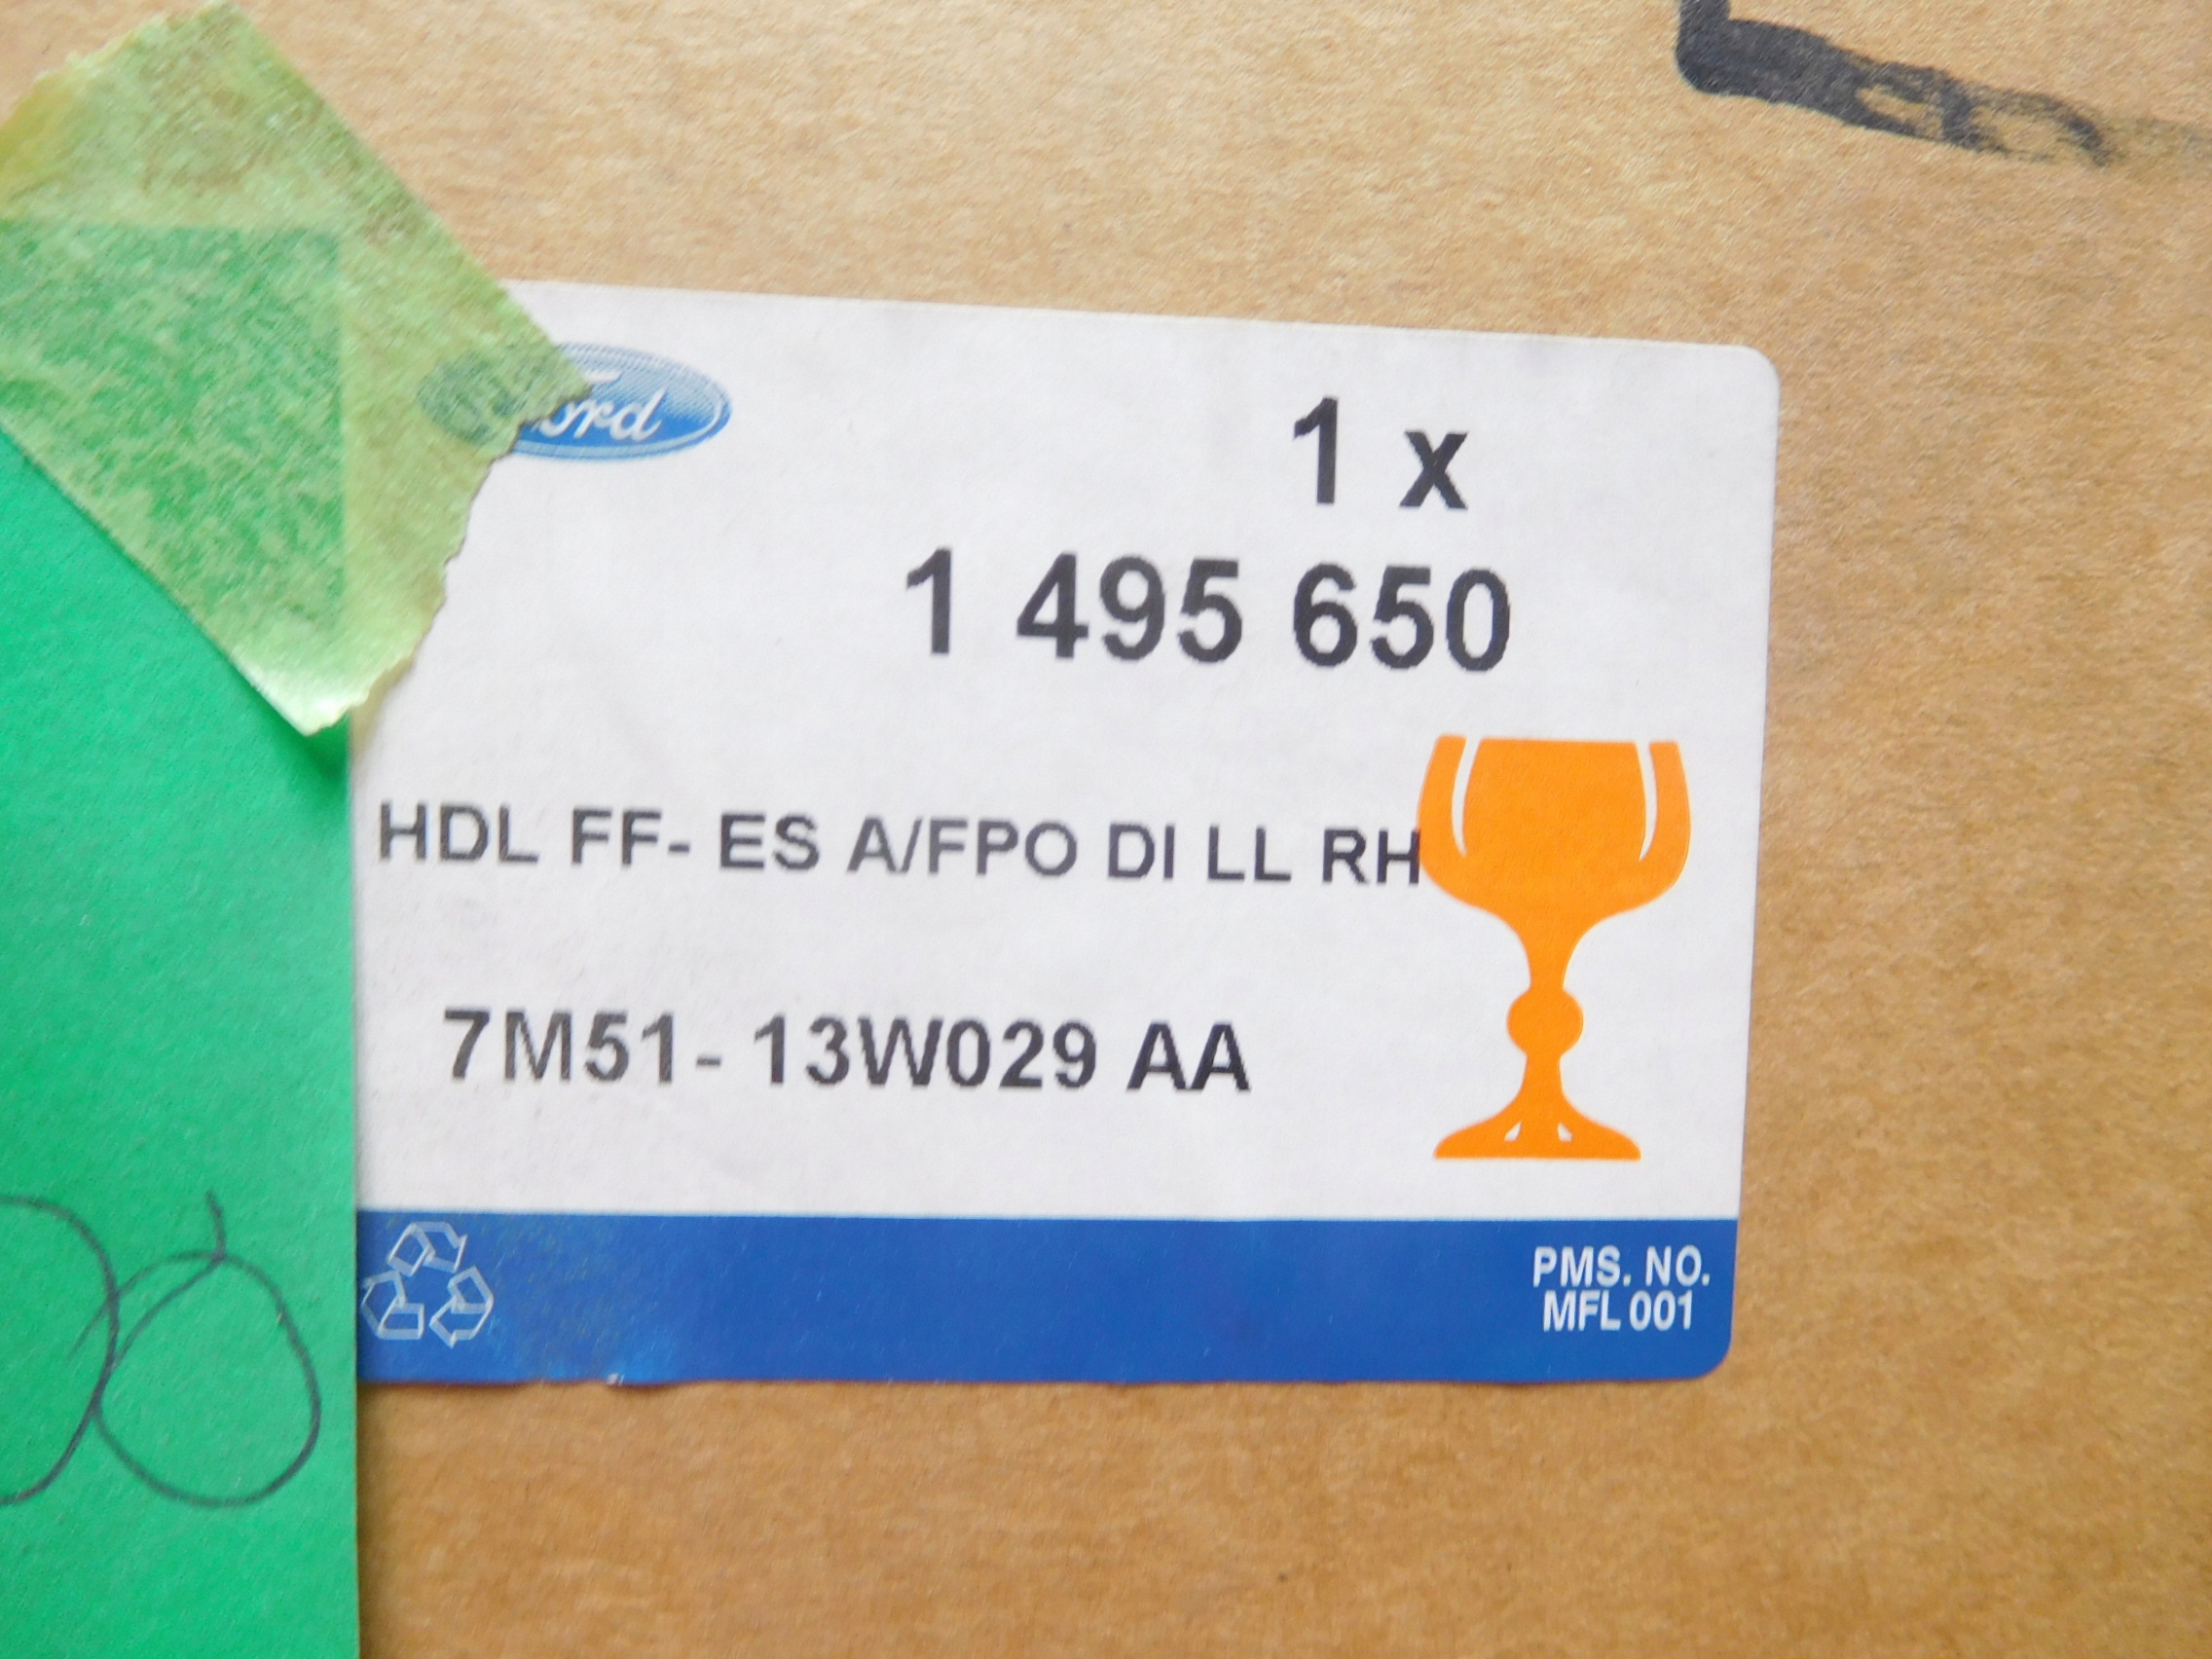 Ford
1 x
1 495 650
HDL FF- ES A/FPO DI LL RH
7M51- 13W029 AA
PMS. NO.
MFL 001